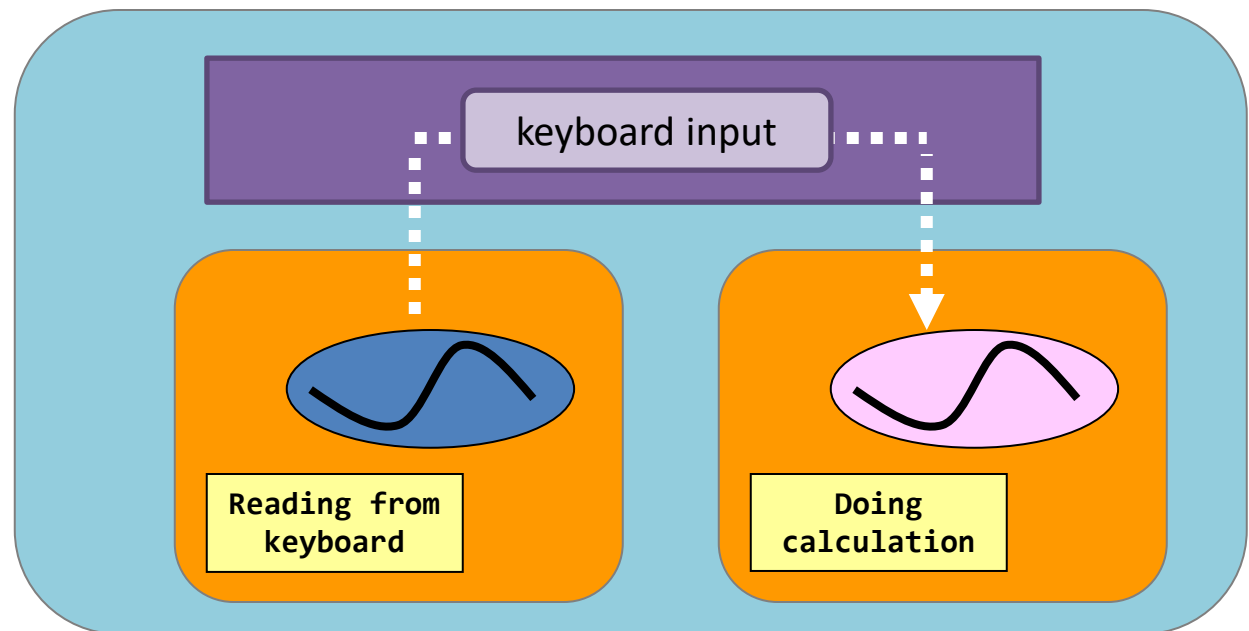 keyboard input
Reading from
keyboard
Doing
calculation